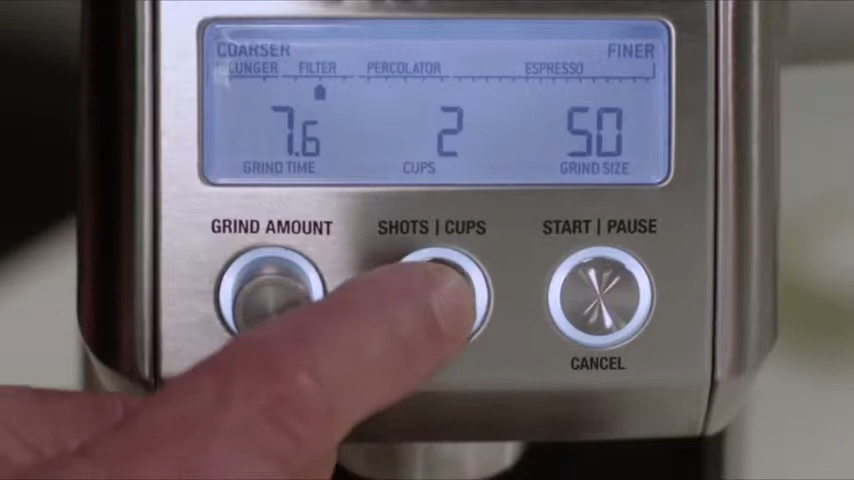 COARSER FINER
PLUNGER FILTER PERCOLATOR ESPRESSO
7.6 2 50
GRIND TIME CUPS GRIND SIZE
GRIND AMOUNT SHOTS | CUPS START | PAUSE
CANCEL